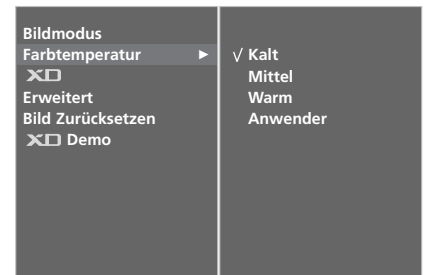 Bildmodus
Farbtemperatur ►
XD
Erweitert
Bild Zurücksetzen
XD Demo
√ Kalt
Mittel
Warm
Anwender